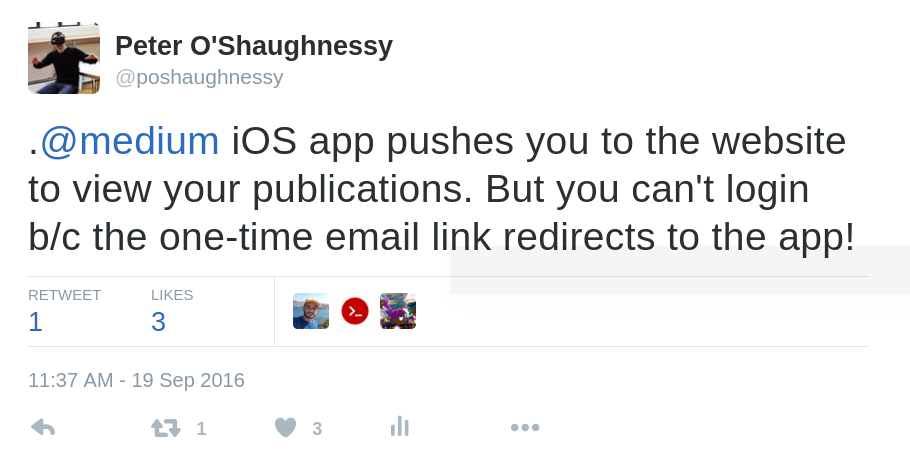 Peter O'Shaughnessy
@poshaughnessy
.@medium iOS app pushes you to the website
to view your publications. But you can't login
b/c the one-time email link redirects to the app!
RETWEET LIKES
1 3
11:37 AM - 19 Sep 2016
1 3